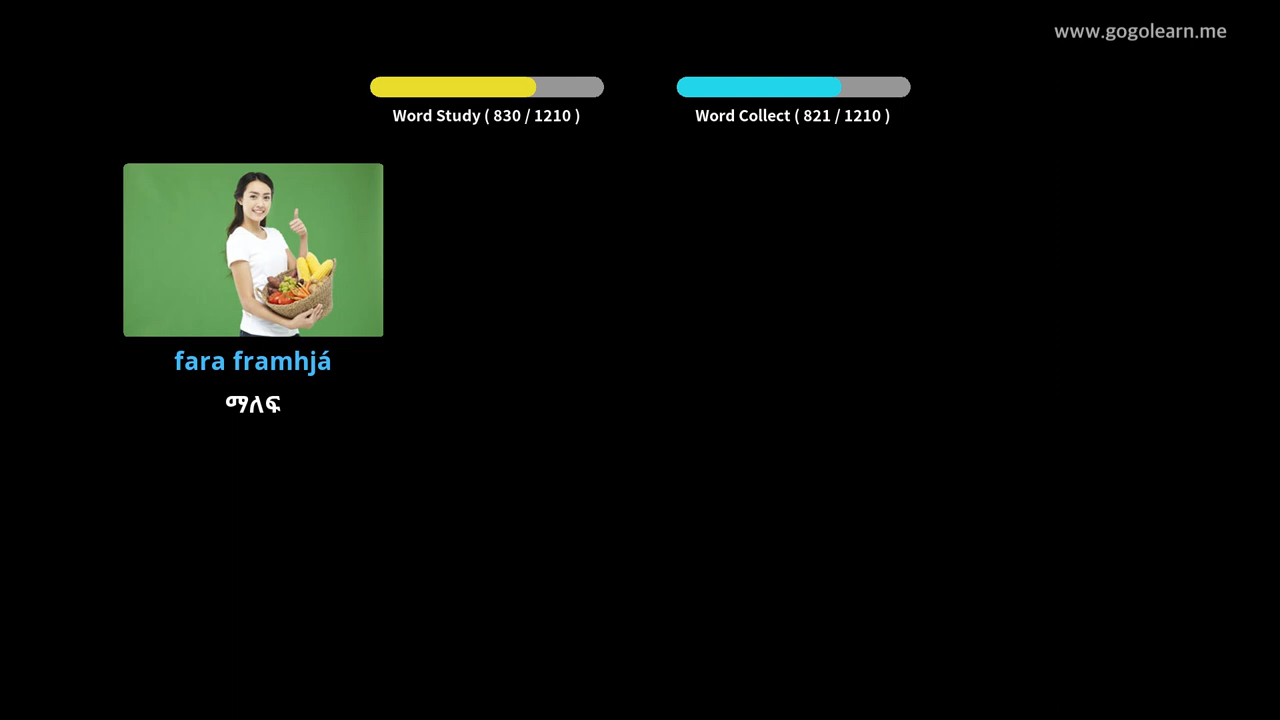 www.gogolearn.me
Word Study ( 830 / 1210 )
Word Collect ( 821 / 1210 )
fara framhjá
ማለፍ